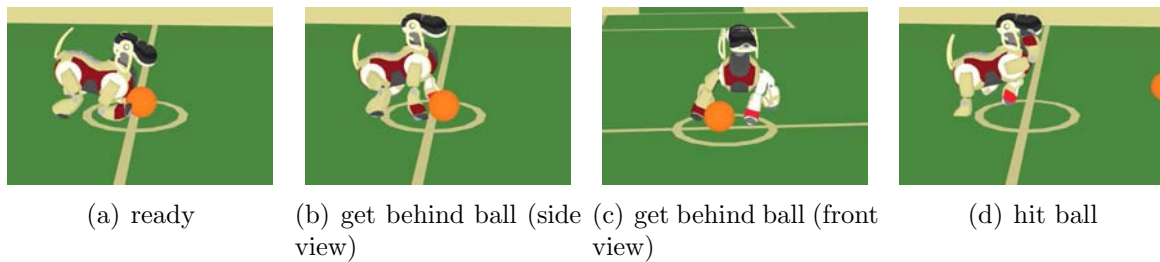 (a) ready
(b) get behind ball (side
view)
(c) get behind ball (front
view)
(d) hit ball